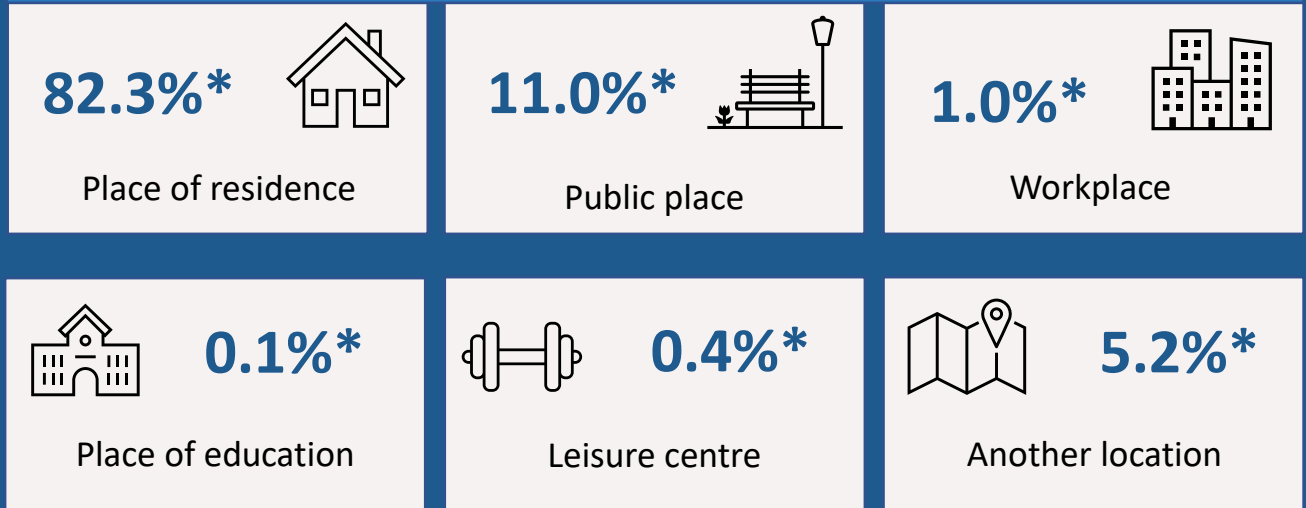 82.3%*
Place of residence
11.0%*
Public place
1.0%*
Workplace
0.1%*
Place of education
0.4%*
Leisure centre
5.2%*
Another location